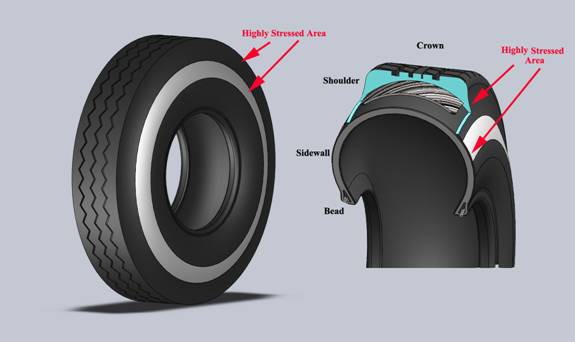 Highly Stressed Area
Crown
Highly Stressed
Area
Shoulder
Sidewall
Bead